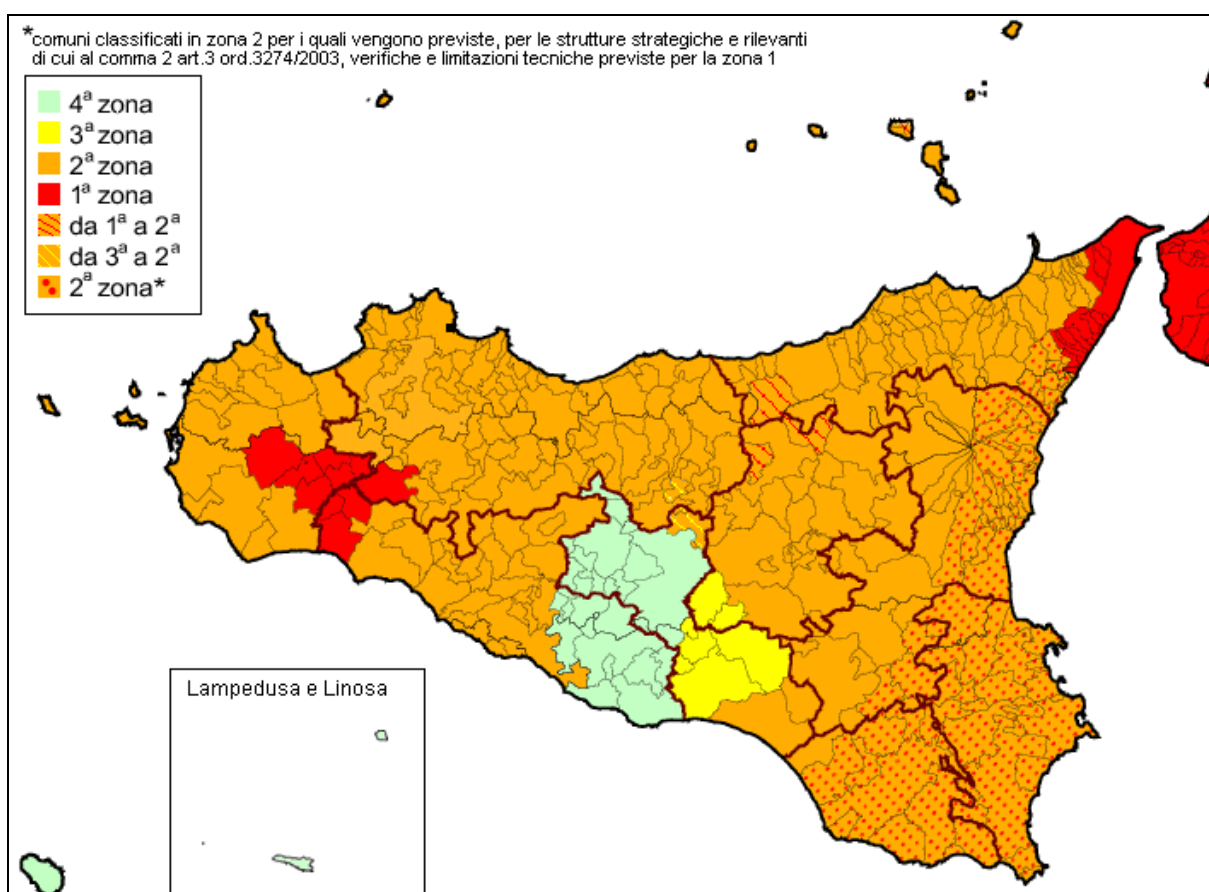 *comuni classificati in zona 2 per i quali vengono previste, per le strutture strategiche e rilevanti
di cui al comma 2 art.3 ord.3274/2003, verifiche e limitazioni tecniche previste per la zona 1
4ª zona
3ª zona
2ª zona
1ª zona
da 1ª a 2ª
da 3ª a 2ª
2ª zona*
Lampedusa e Linosa